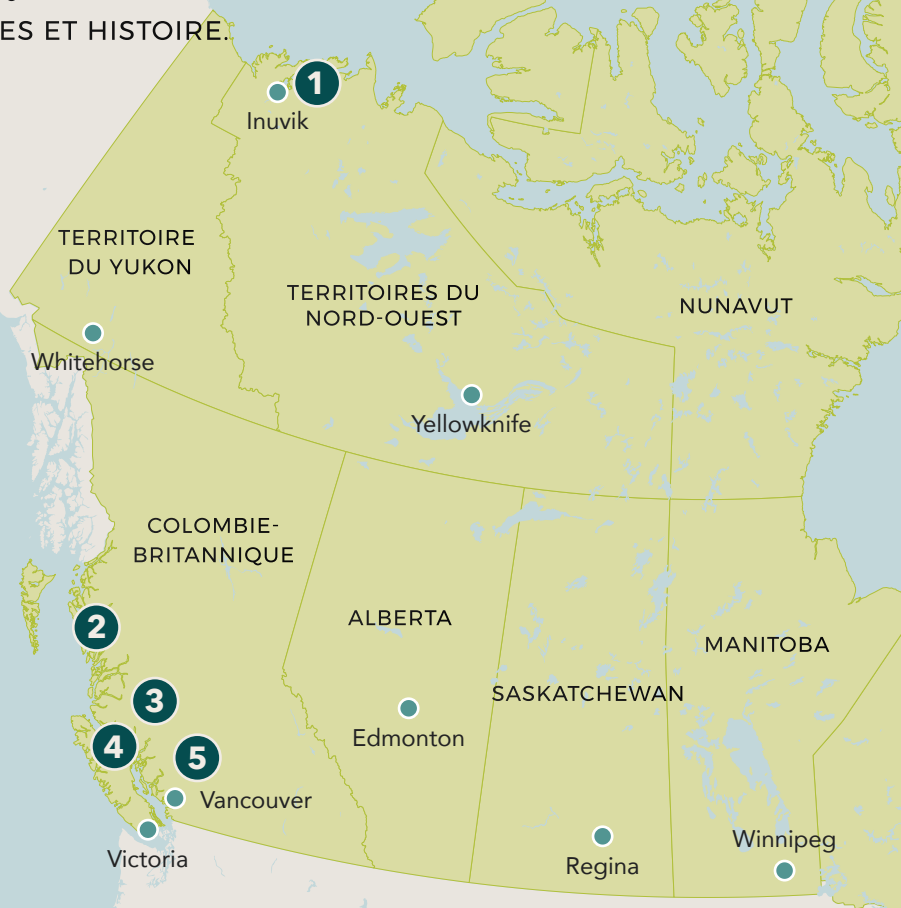 ES ET HISTOIRE.
1
Inuvik
TERRITOIRE
DU YUKON
TERRITOIRES DU
NORD-OUEST
NUNAVUT
Whitehorse
Yellowknife
COLOMBIE-
BRITANNIQUE
ALBERTA
2
MANITOBA
SASKATCHEWAN
3
Edmonton
4
5
Vancouver
Victoria
Regina
Winnipeg